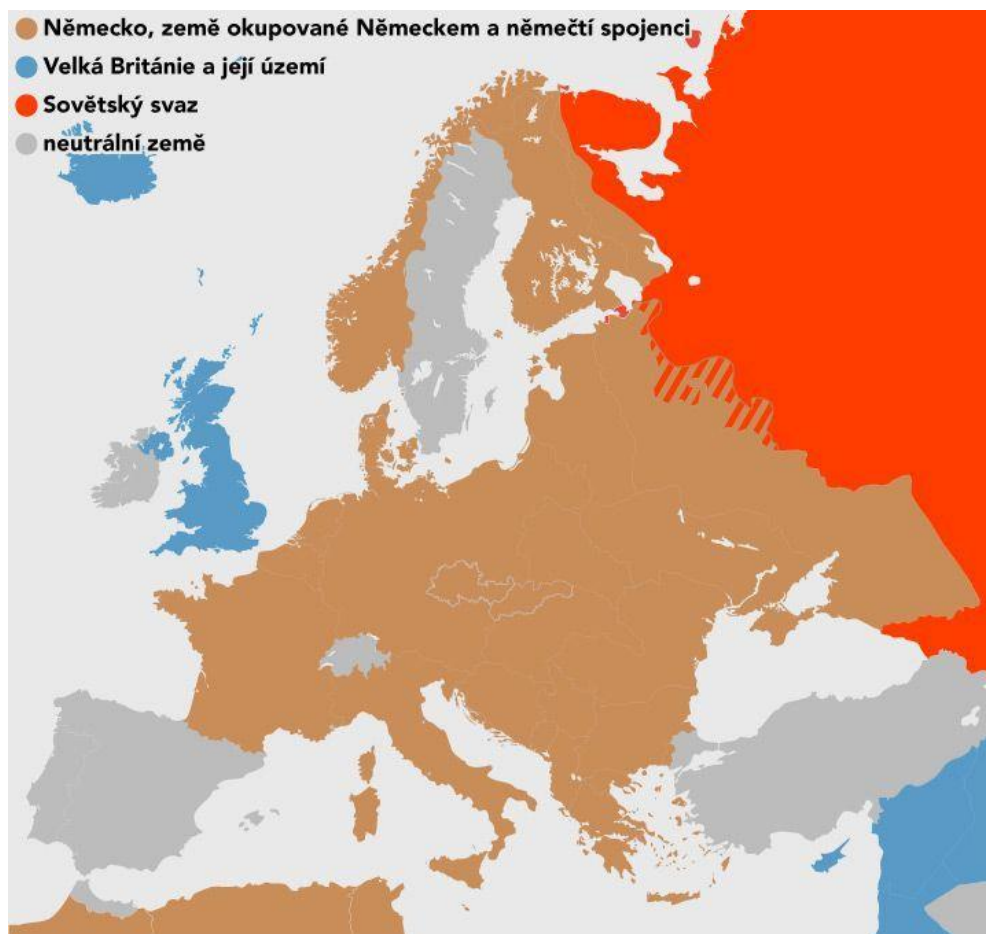 Německo, země okupované Německem a němečtí spojenci
Velká Británie a její území
Sovětský svaz
neutrální země